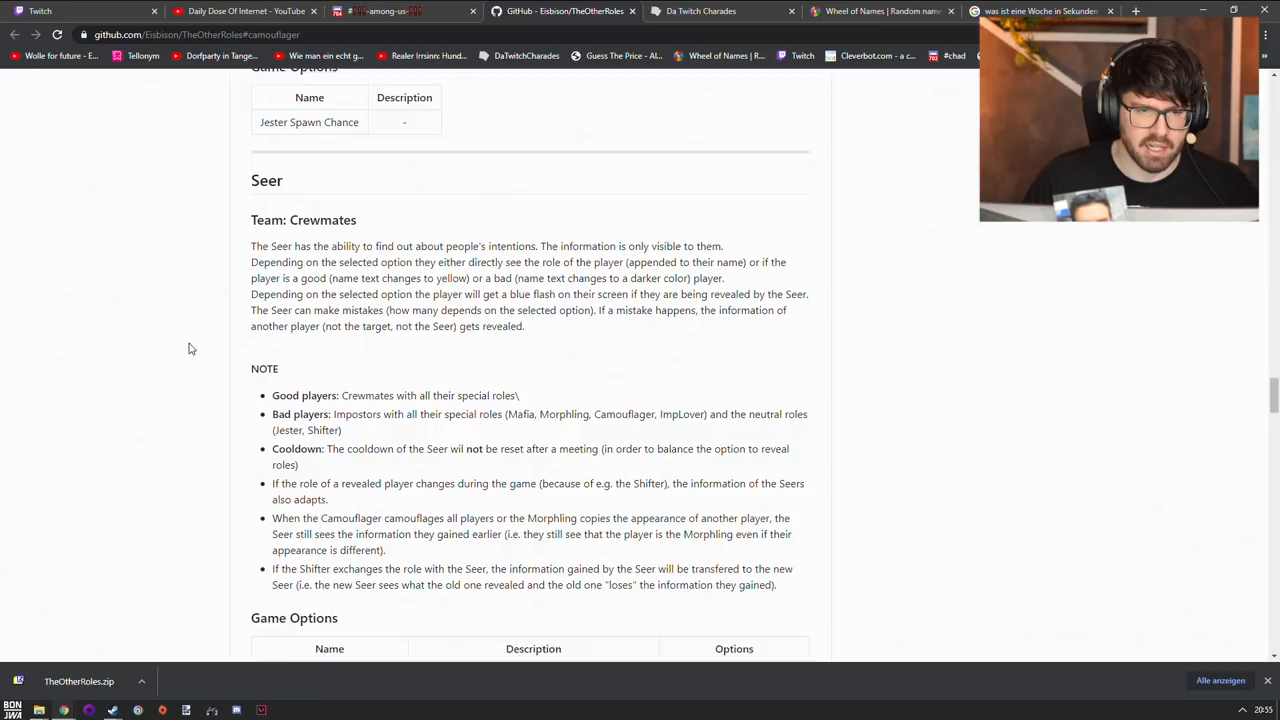 Twitch
Daily Dose Of Internet - YouTube
-among-us-
GitHub - Eisbison/TheOtherRoles
Da Twitch Charades
Wheel of Names | Random name
was ist eine Woche in Sekunden
github.com/Eisbison/TheOtherRoles#camouflager
Wolle for future - E...
Tellonym
Dorfparty in Tange...
Wie man ein echt g...
Realer Irrsinn: Hund...
DaTwitchCharades
Guess The Price - Al...
Wheel of Names | R...
Twitch
Cleverbot.com - a c...
#chad
Game Options
Name Description
Jester Spawn Chance -
Seer
Team: Crewmates
The Seer has the ability to find out about people's intentions. The information is only visible to them.
Depending on the selected option they either directly see the role of the player (appended to their name) or if the
player is a good (name text changes to yellow) or a bad (name text changes to a darker color) player.
Depending on the selected option the player will get a blue flash on their screen if they are being revealed by the Seer.
The Seer can make mistakes (how many depends on the selected option). If a mistake happens, the information of
another player (not the target, not the Seer) gets revealed.
NOTE
Good players: Crewmates with all their special roles\
Bad players: Impostors with all their special roles (Mafia, Morphling, Camouflager, ImpLover) and the neutral roles
(Jester, Shifter)
Cooldown: The cooldown of the Seer wil not be reset after a meeting (in order to balance the option to reveal
roles)
If the role of a revealed player changes during the game (because of e.g. the Shifter), the information of the Seers
also adapts.
When the Camouflager camouflages all players or the Morphling copies the appearance of another player, the
Seer still sees the information they gained earlier (i.e. they still see that the player is the Morphling even if their
appearance is different).
If the Shifter exchanges the role with the Seer, the information gained by the Seer will be transfered to the new
Seer (i.e. the new Seer sees what the old one revealed and the old one "loses" the information they gained).
Game Options
Name Description Options
TheOtherRoles.zip
Alle anzeigen
BON
JWA
20:55